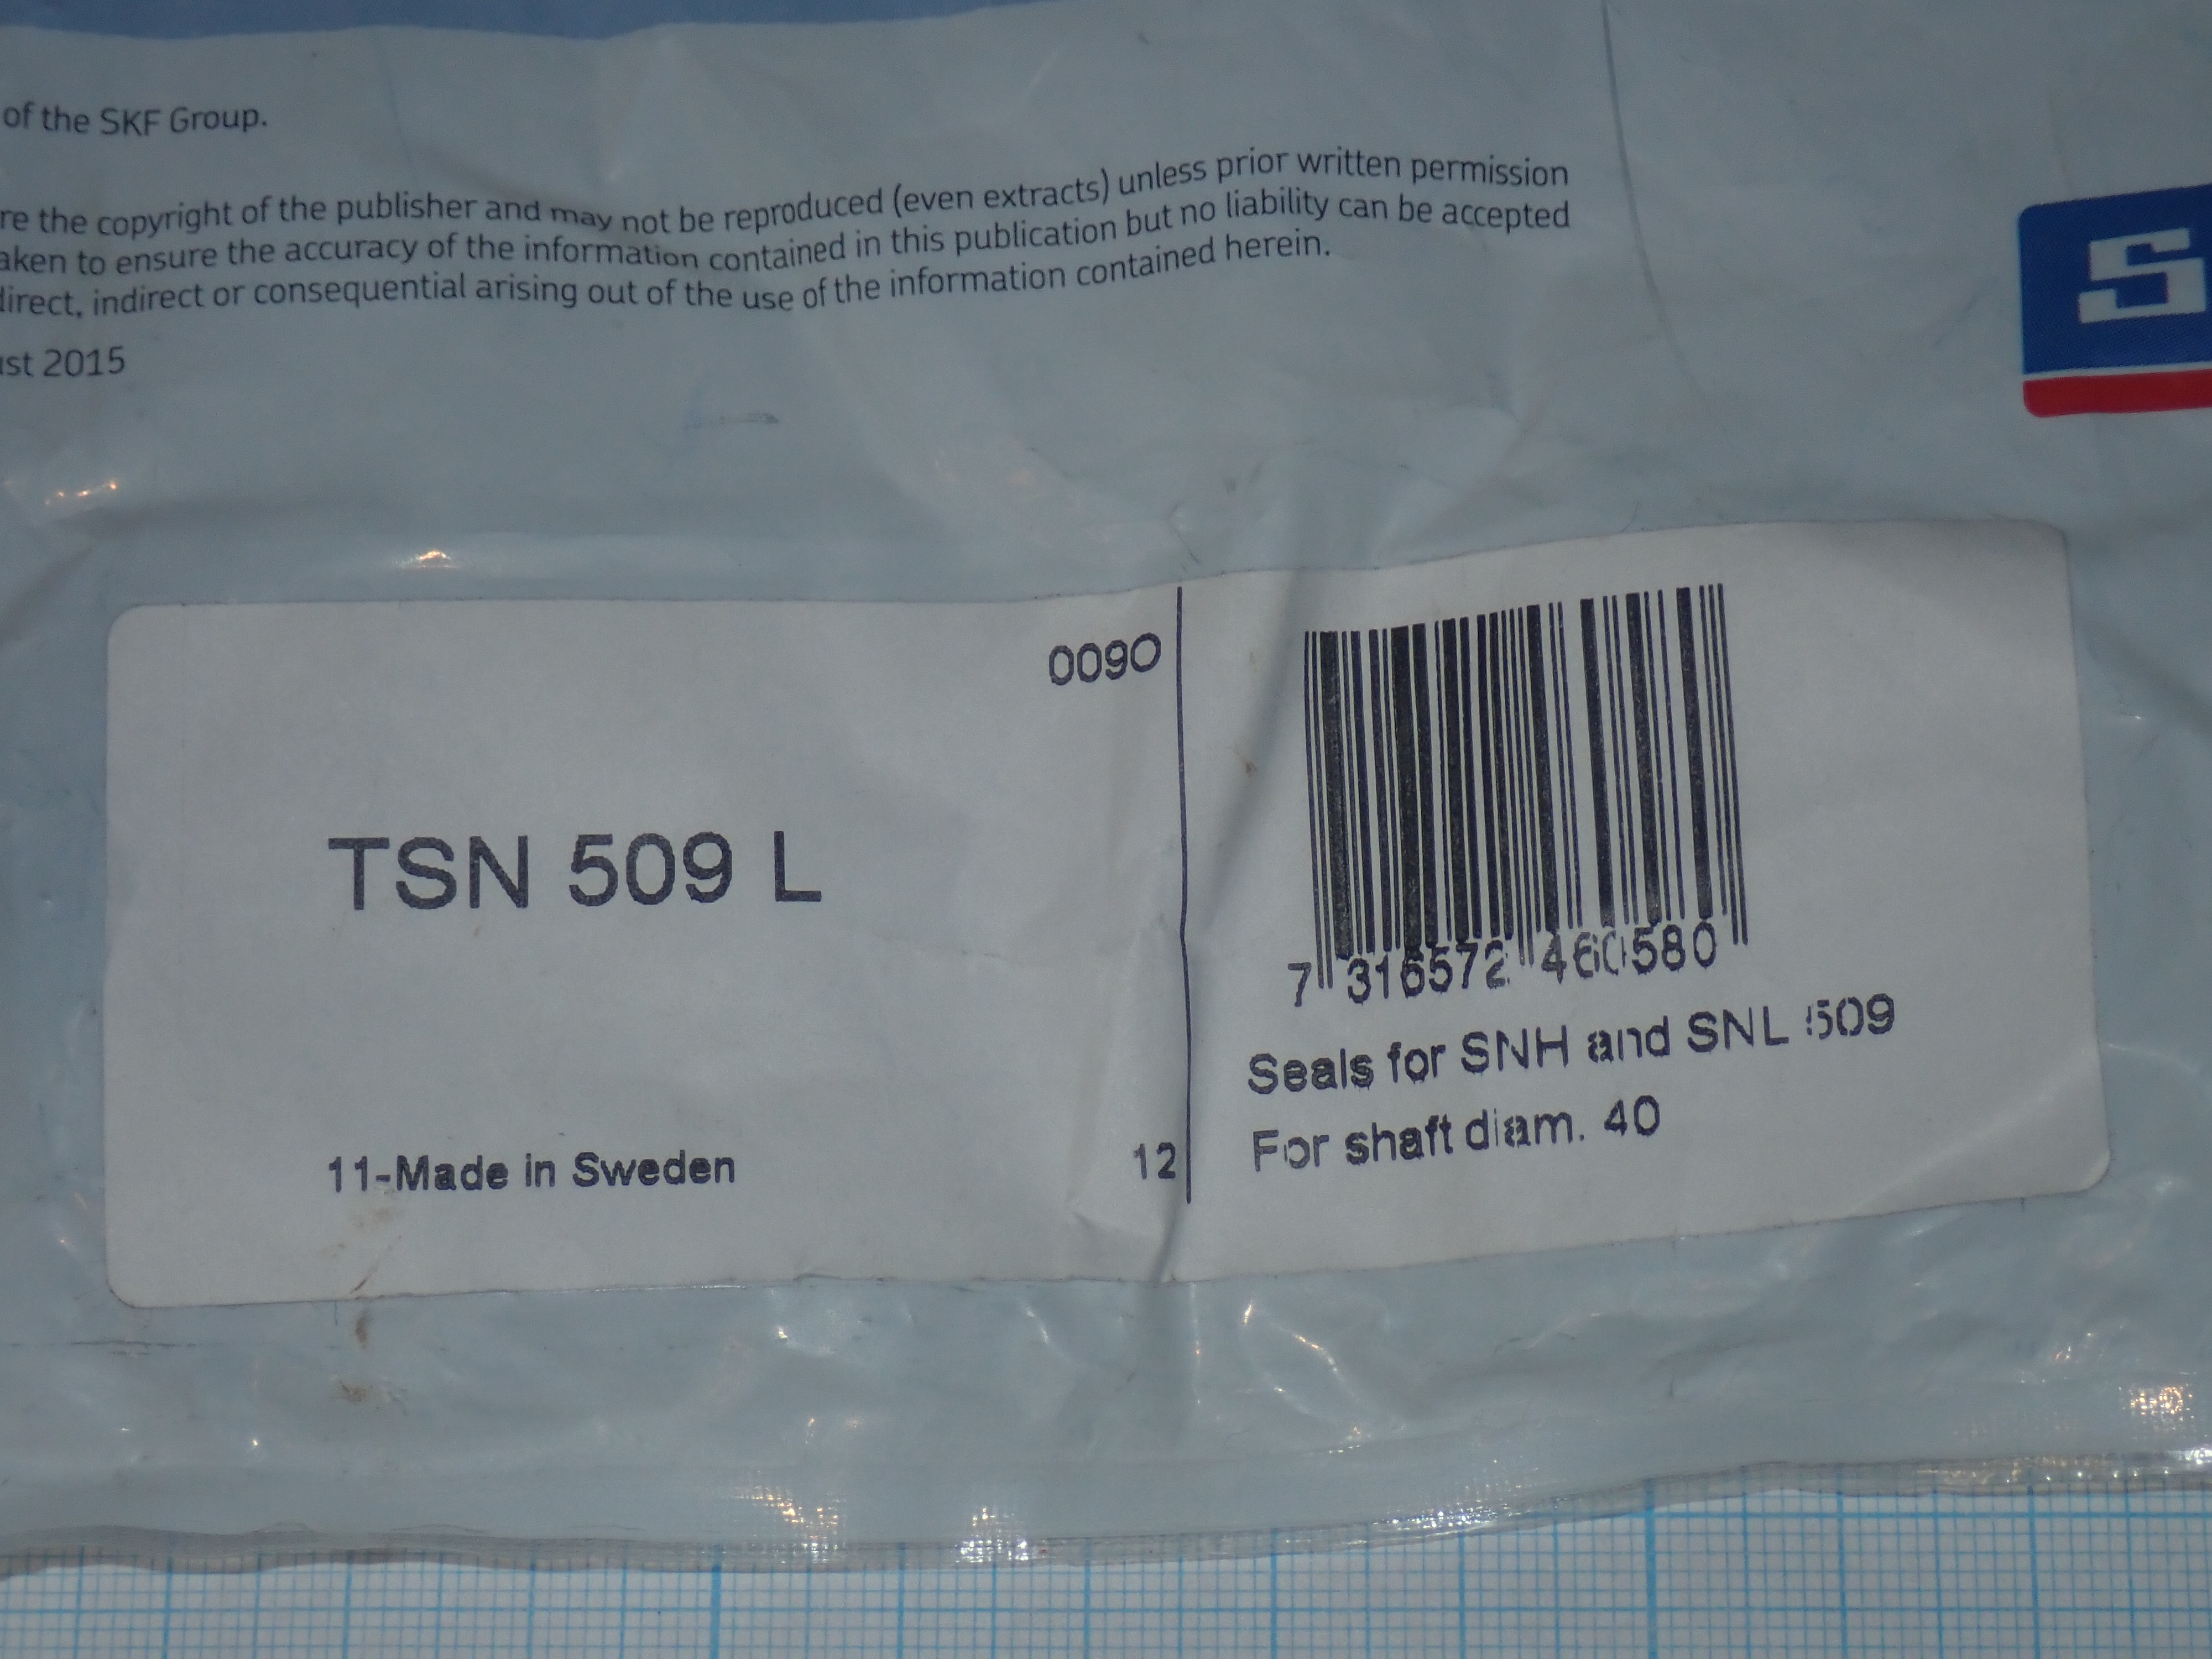 of the SKF Group.
re the copyright of the publisher and may not be reproduced (even extracts) unless prior written permission
aken to ensure the accuracy of the information contained in this publication but no liability can be accepted
direct, indirect or consequential arising out of the use of the information contained herein.
ust 2015
S
0090
TSN 509 L
11-Made in Sweden
12
7 316572 460580
Seals for SNH and SNL 509
For shaft diam. 40